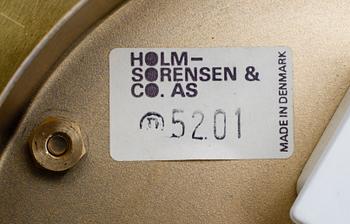 HOLM–
SORENSEN &
CO. AS
52.01
MADE IN DENMARK